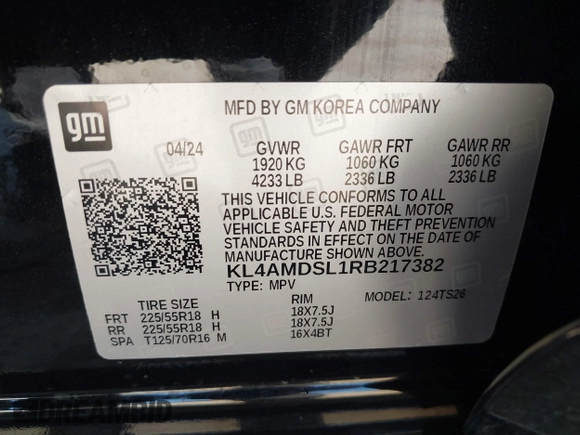 gm
MFD BY GM KOREA COMPANY
04/24
GVWR GAWR FRT GAWR RR
1920 KG 1060 KG 1060 KG
4233 LB 2336 LB 2336 LB
THIS VEHICLE CONFORMS TO ALL
APPLICABLE U.S. FEDERAL MOTOR
VEHICLE SAFETY AND THEFT PREVENTION
STANDARDS IN EFFECT ON THE DATE
OF MANUFACTURE SHOWN ABOVE.
KL4AMDSL1RB217382
TYPE: MPV MODEL: 124TS26
TIRE SIZE RIM
FRT 225/55R18 H 18X7.5J
RR 225/55R18 H 18X7.5J
SPA T125/70R16 M 16X4BT
DREAMBID